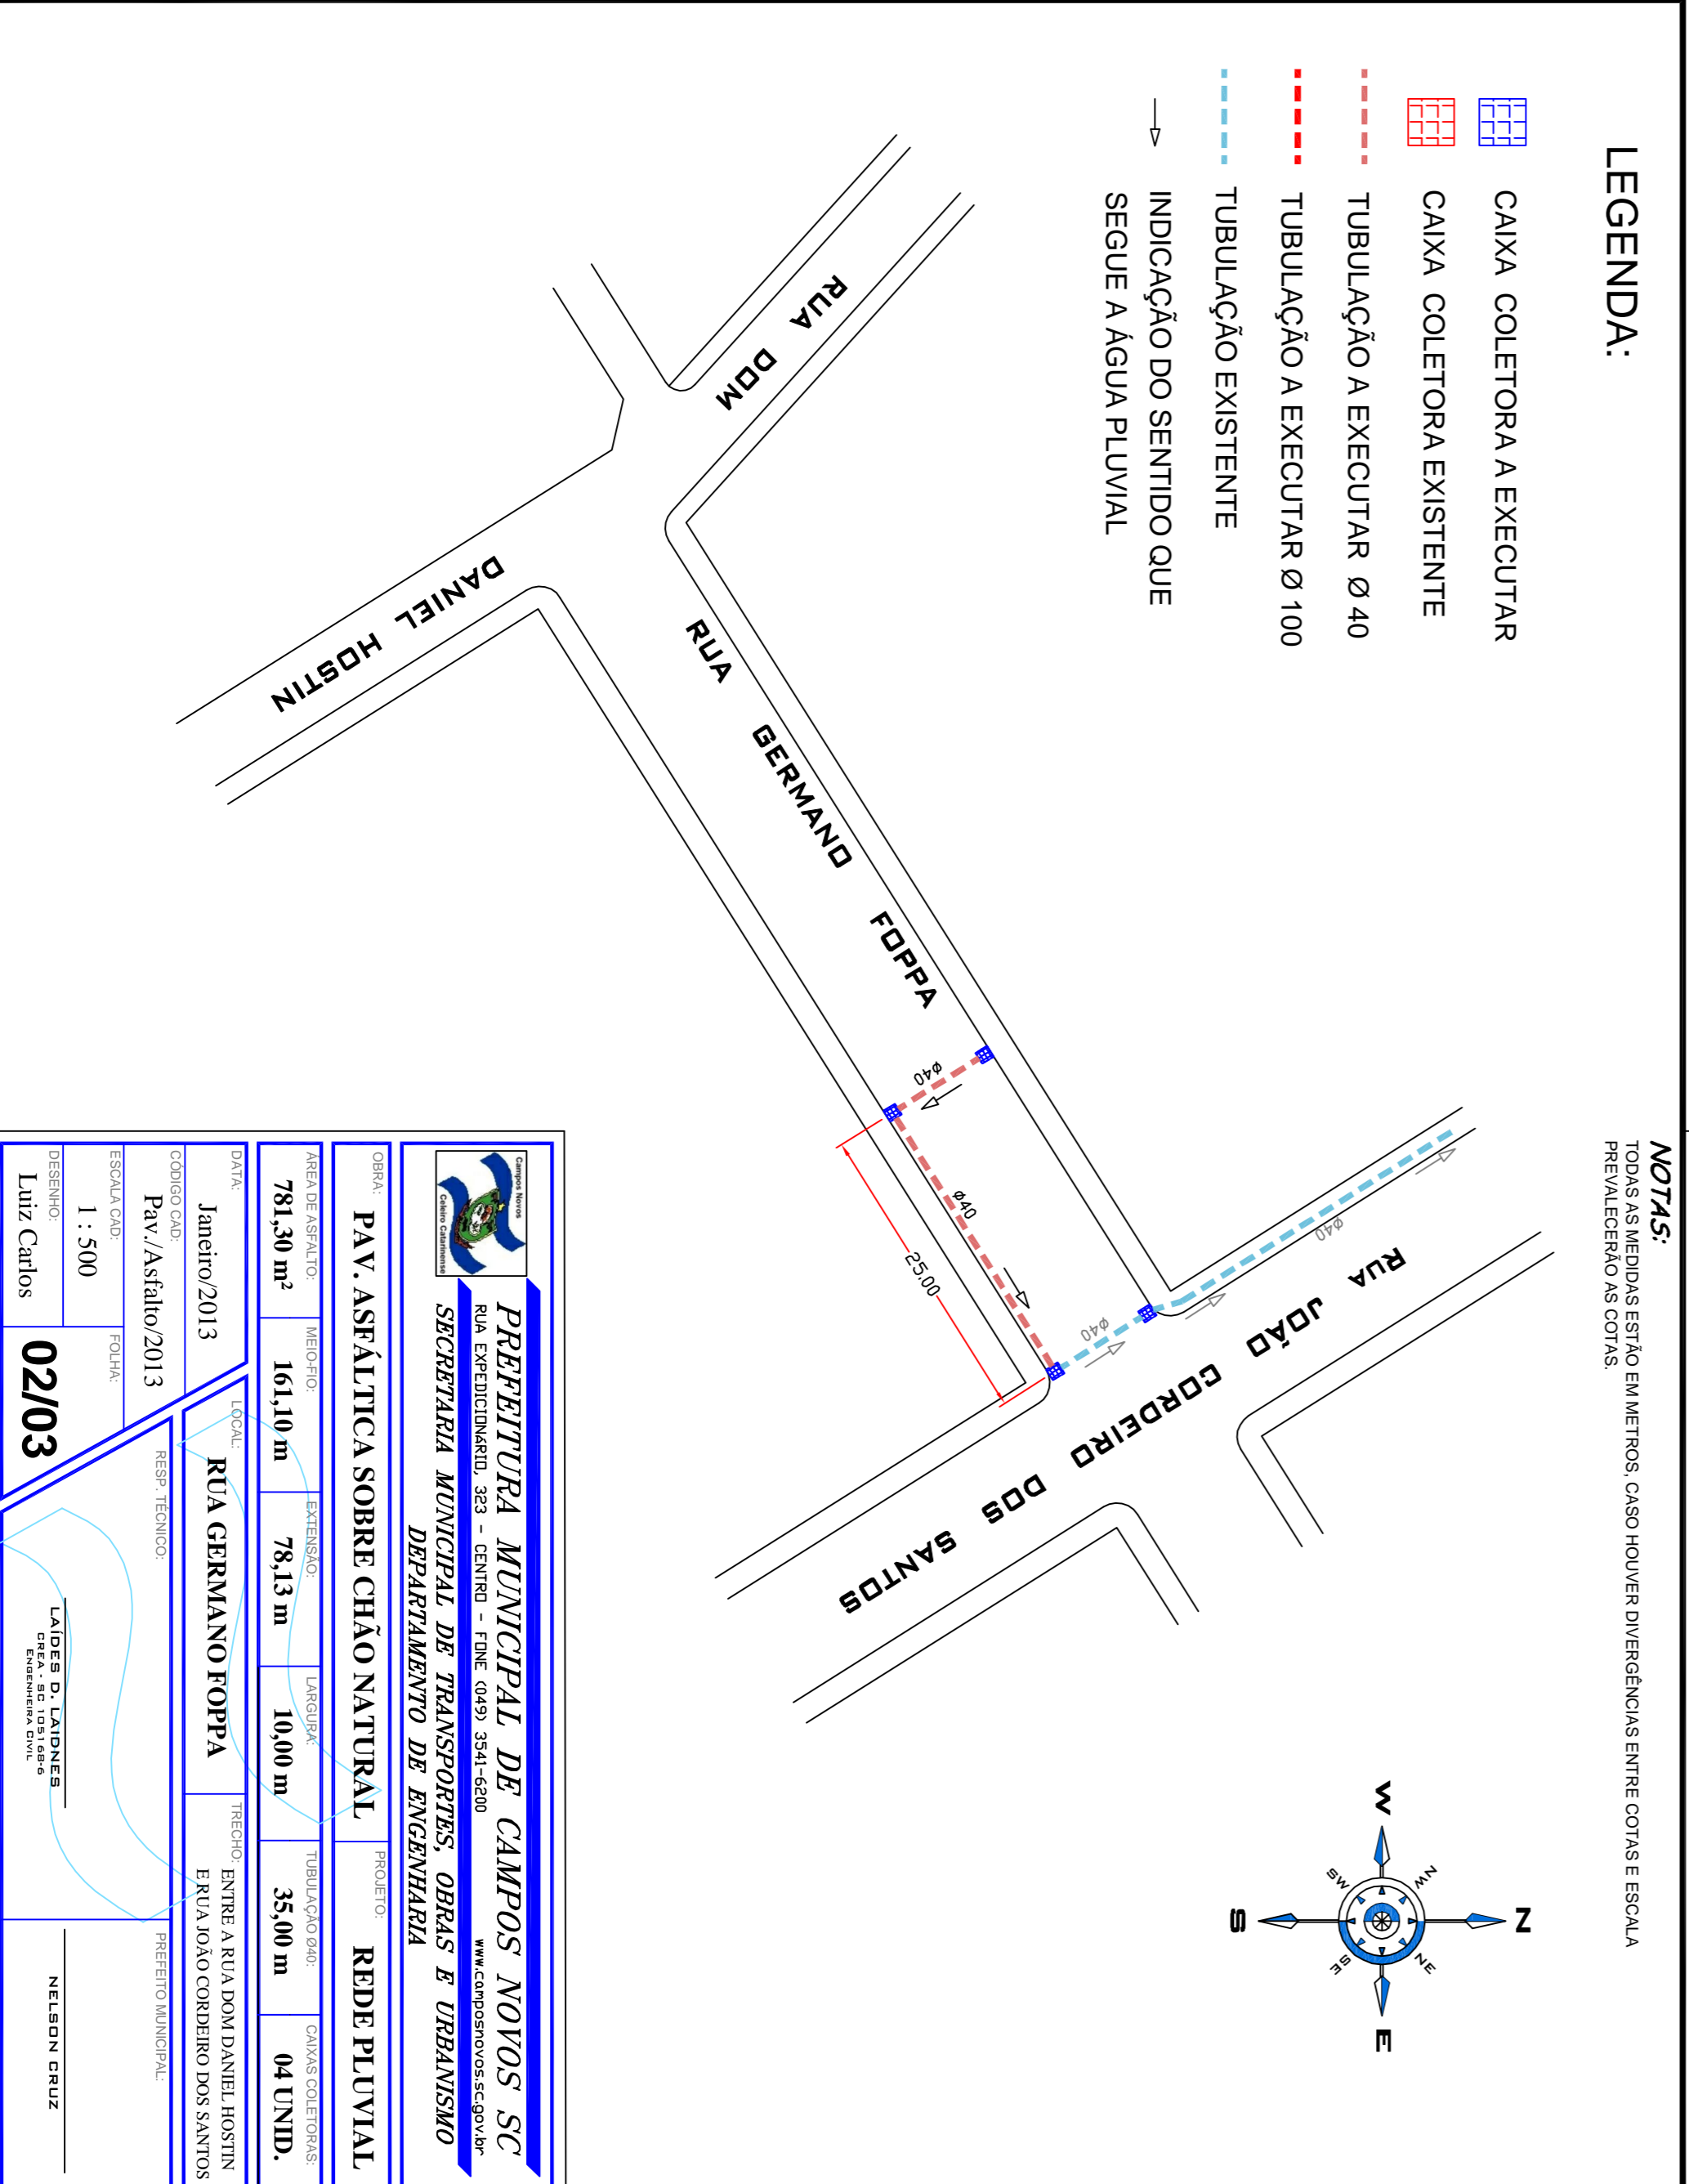 LEGENDA:
CAIXA COLETORA A EXECUTAR
CAIXA COLETORA EXISTENTE
TUBULAÇÃO A EXECUTAR Ø 40
TUBULAÇÃO A EXECUTAR Ø 100
TUBULAÇÃO EXISTENTE
INDICAÇÃO DO SENTIDO QUE
SEGUE A ÁGUA PLUVIAL
NOTAS:
TODAS AS MEDIDAS ESTÃO EM METROS, CASO HOUVER DIVERGÊNCIAS ENTRE COTAS E ESCALA
PREVALECERÃO AS COTAS.
RUA DOM
DANIEL HOSTIN
RUA GERMANO FOPPA
RUA JOÃO CORDEIRO DOS SANTOS
Ø40
Ø40
Ø40
Ø40
25.00
N
NE
E
SE
S
SW
W
NW
Campos Novos
Celeiro Catarinense
PREFEITURA MUNICIPAL DE CAMPOS NOVOS SC
RUA EXPEDICIONÁRIO, 323 - CENTRO - FONE (049) 3541-6200
www.camposnovos.sc.gov.br
SECRETARIA MUNICIPAL DE TRANSPORTES, OBRAS E URBANISMO
DEPARTAMENTO DE ENGENHARIA
OBRA:
PAV. ASFÁLTICA SOBRE CHÃO NATURAL
PROJETO:
REDE PLUVIAL
ÁREA DE ASFALTO:
781,30 m²
MEIO-FIO:
161,10 m
EXTENSÃO:
78,13 m
LARGURA:
10,00 m
TUBULAÇÃO Ø40:
35,00 m
CAIXAS COLETORAS:
04 UNID.
DATA:
Janeiro/2013
LOCAL:
RUA GERMANO FOPPA
TRECHO:
ENTRE A RUA DOM DANIEL HOSTIN
E RUA JOÃO CORDEIRO DOS SANTOS
CÓDIGO CAD:
Pav./Asfalto/2013
ESCALA CAD:
1 : 500
DESENHO:
Luiz Carlos
FOLHA:
02/03
RESP. TÉCNICO:
LAÍDES D. LAIDNES
CREA - SC 105168-6
ENGENHEIRA CIVIL
PREFEITO MUNICIPAL:
NELSON CRUZ